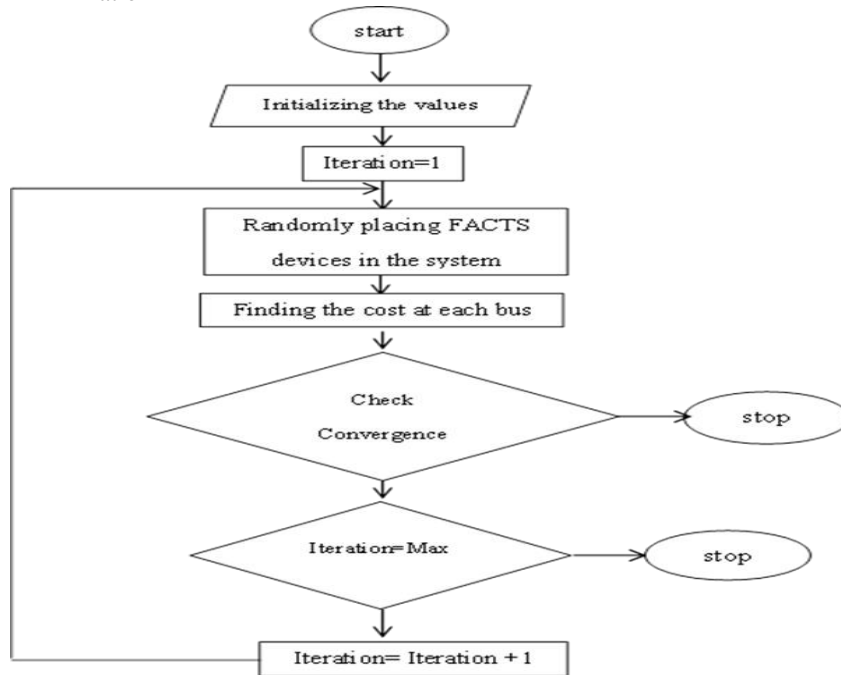 start
Initializing the values
Iteration=1
Randomly placing FACTS
devices in the system
Finding the cost at each bus
Check
Convergence
stop
Iteration=Max
stop
Iteration= Iteration + 1